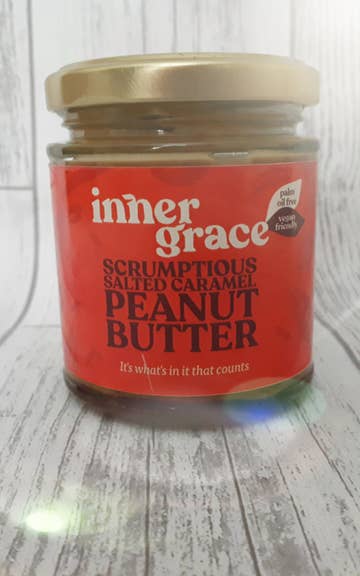 inner
grace
palm
oil free
vegan
friendly
SCRUMPTIOUS
SALTED CARAMEL
PEANUT
BUTTER
It's what's in it that counts